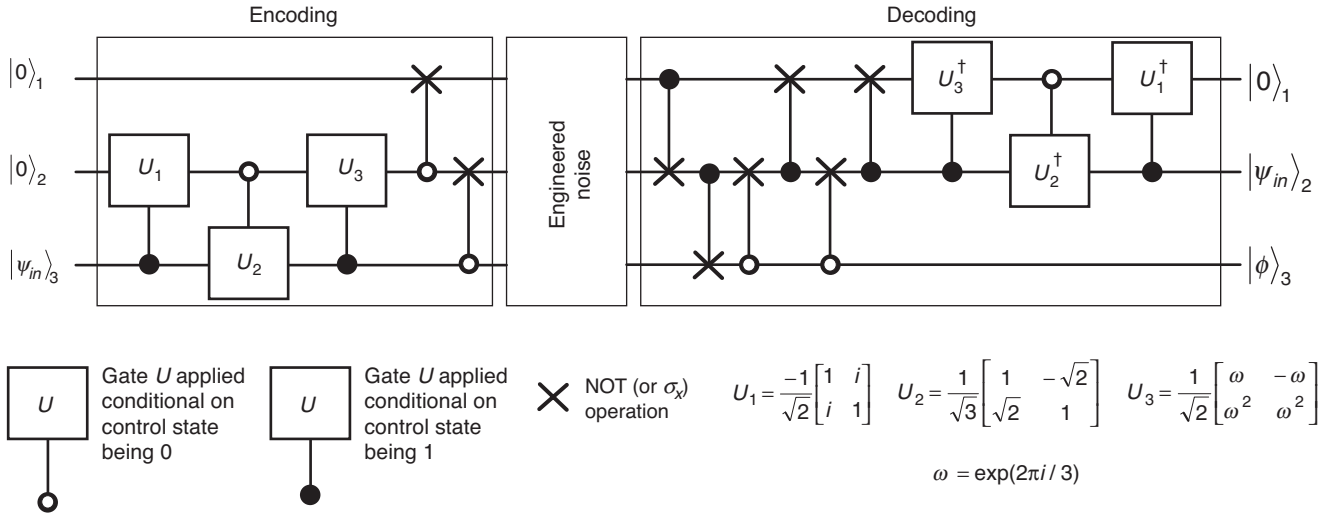 Encoding
Decoding
|0⟩₁
|0⟩₂
|ψin⟩₃
U₁
U₂
U₃
Engineered
noise
U₃†
U₂†
U₁†
|0⟩₁
|ψin⟩₂
|ϕ⟩₃
U
Gate U applied
conditional on
control state
being 0
U
Gate U applied
conditional on
control state
being 1
NOT (or σx)
operation
U₁ = -1/√2 [1 i; i 1]
U₂ = 1/√3 [1 -√2; √2 1]
U₃ = 1/√2 [ω -ω; ω² ω²]
ω = exp(2πi / 3)